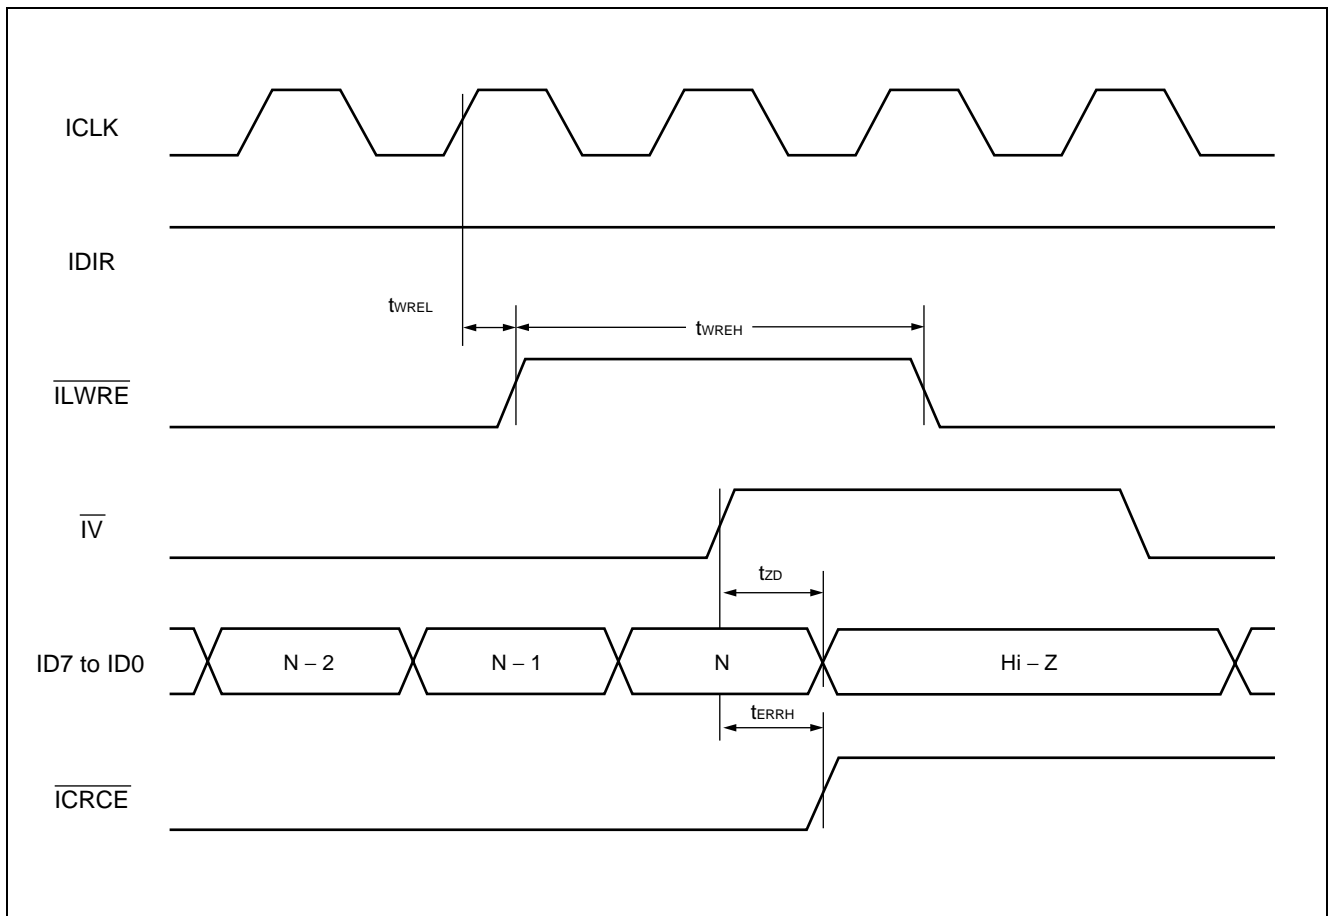 ICLK
IDIR
tWREL
tWREH
ILWRE
IV
tZD
ID7 to ID0
N – 2
N – 1
N
Hi – Z
tERRH
ICRCE